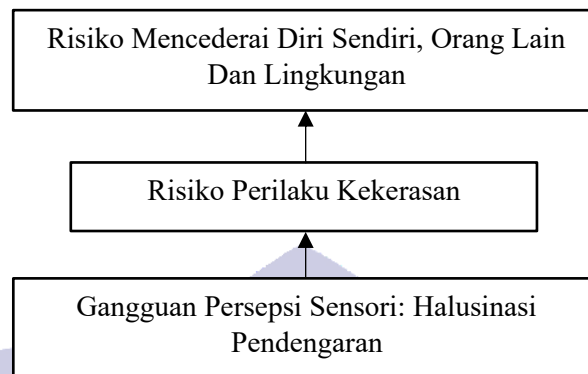 Risiko Mencederai Diri Sendiri, Orang Lain
Dan Lingkungan
Risiko Perilaku Kekerasan
Gangguan Persepsi Sensori: Halusinasi
Pendengaran